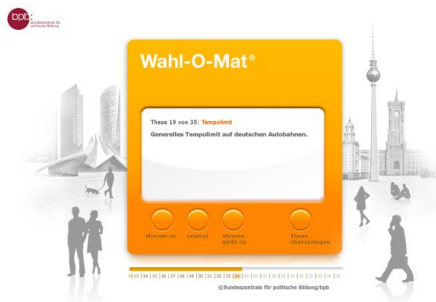 bpb:
Bundeszentrale für
politische Bildung
Wahl-O-Mat®
These 19 von 35: Tempolimit
Generelles Tempolimit auf deutschen Autobahnen.
stimme zu
neutral
stimme
nicht zu
These
überspringen
©Bundeszentrale für politische Bildung/bpb